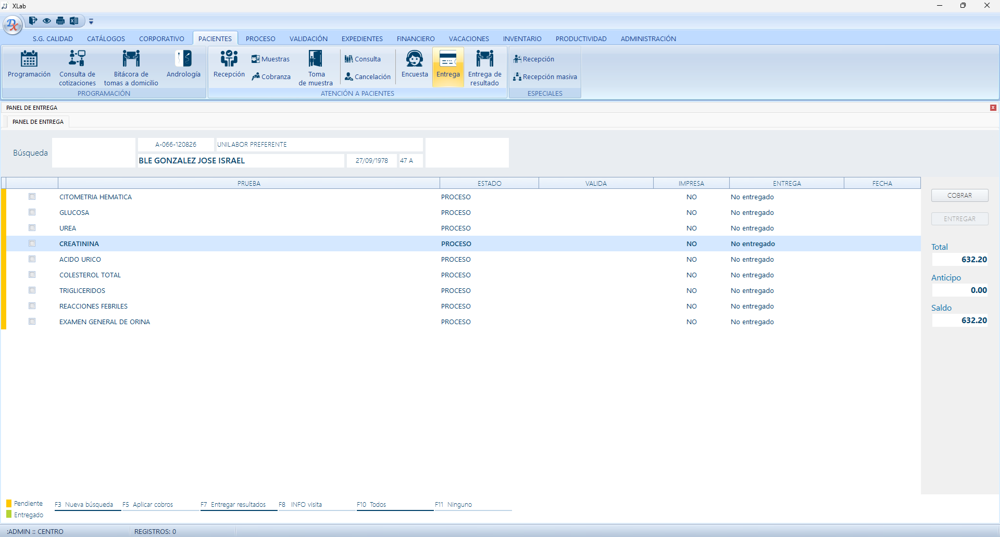 XLab
S.G. CALIDAD CATÁLOGOS CORPORATIVO PACIENTES PROCESO VALIDACIÓN EXPEDIENTES FINANCIERO VACACIONES INVENTARIO PRODUCTIVIDAD ADMINISTRACIÓN
Programación
Consulta de
cotizaciones
Bitácora de
tomas a domicilio
Andrología
PROGRAMACIÓN
Recepción
Muestras
Cobranza
Toma
de muestra
Consulta
Cancelación
Encuesta
Entrega
Entrega de
resultado
ATENCIÓN A PACIENTES
Recepción
Recepción masiva
ESPECIALES
PANEL DE ENTREGA
PANEL DE ENTREGA
Búsqueda
A-066-120826 UNILABOR PREFERENTE
BLE GONZALEZ JOSE ISRAEL 27/09/1978 47 A
PRUEBA ESTADO VALIDA IMPRESA ENTREGA FECHA
CITOMETRIA HEMATICA PROCESO NO No entregado
GLUCOSA PROCESO NO No entregado
UREA PROCESO NO No entregado
CREATININA PROCESO NO No entregado
ACIDO URICO PROCESO NO No entregado
COLESTEROL TOTAL PROCESO NO No entregado
TRIGLICERIDOS PROCESO NO No entregado
REACCIONES FEBRILES PROCESO NO No entregado
EXAMEN GENERAL DE ORINA PROCESO NO No entregado
COBRAR
ENTREGAR
Total
632.20
Anticipo
0.00
Saldo
632.20
Pendiente
Entregado
F3 Nueva búsqueda F5 Aplicar cobros F7 Entregar resultados F8 INFO visita F10 Todos F11 Ninguno
:ADMIN :: CENTRO REGISTROS: 0